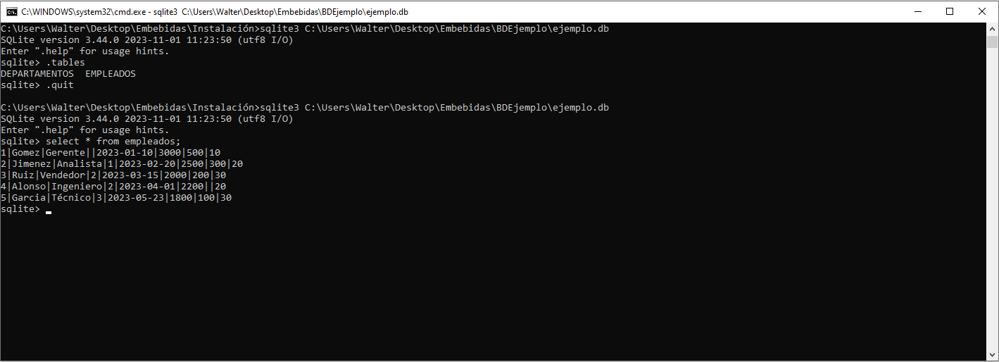 C:\WINDOWS\system32\cmd.exe - sqlite3 C:\Users\Walter\Desktop\Embebidas\BDEjemplo\ejemplo.db
C:\Users\Walter\Desktop\Embebidas\Instalación>sqlite3 C:\Users\Walter\Desktop\Embebidas\BDEjemplo\ejemplo.db
SQLite version 3.44.0 2023-11-01 11:23:50 (utf8 I/O)
Enter ".help" for usage hints.
sqlite> .tables
DEPARTAMENTOS  EMPLEADOS
sqlite> .quit
C:\Users\Walter\Desktop\Embebidas\Instalación>sqlite3 C:\Users\Walter\Desktop\Embebidas\BDEjemplo\ejemplo.db
SQLite version 3.44.0 2023-11-01 11:23:50 (utf8 I/O)
Enter ".help" for usage hints.
sqlite> select * from empleados;
1|Gomez|Gerente||2023-01-10|3000|500|10
2|Jimenez|Analista|1|2023-02-20|2500|300|20
3|Ruiz|Vendedor|2|2023-03-15|2000|200|30
4|Alonso|Ingeniero|2|2023-04-01|2200||20
5|Garcia|Técnico|3|2023-05-23|1800|100|30
sqlite>